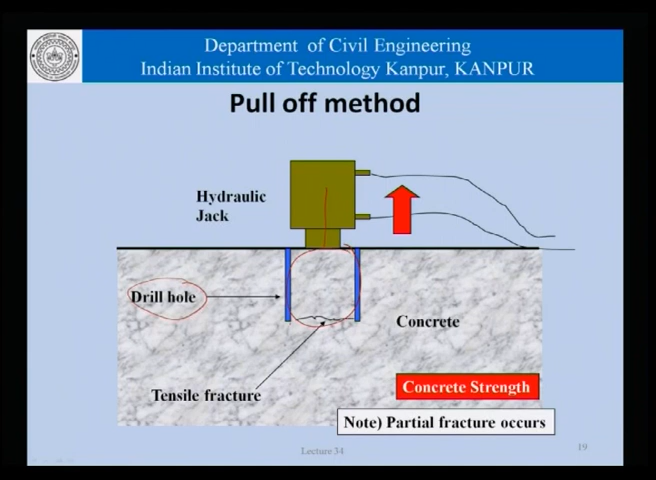 Department of Civil Engineering
Indian Institute of Technology Kanpur, KANPUR
Pull off method
Hydraulic
Jack
Drill hole
Concrete
Tensile fracture
Concrete Strength
Note) Partial fracture occurs
Lecture 34
19